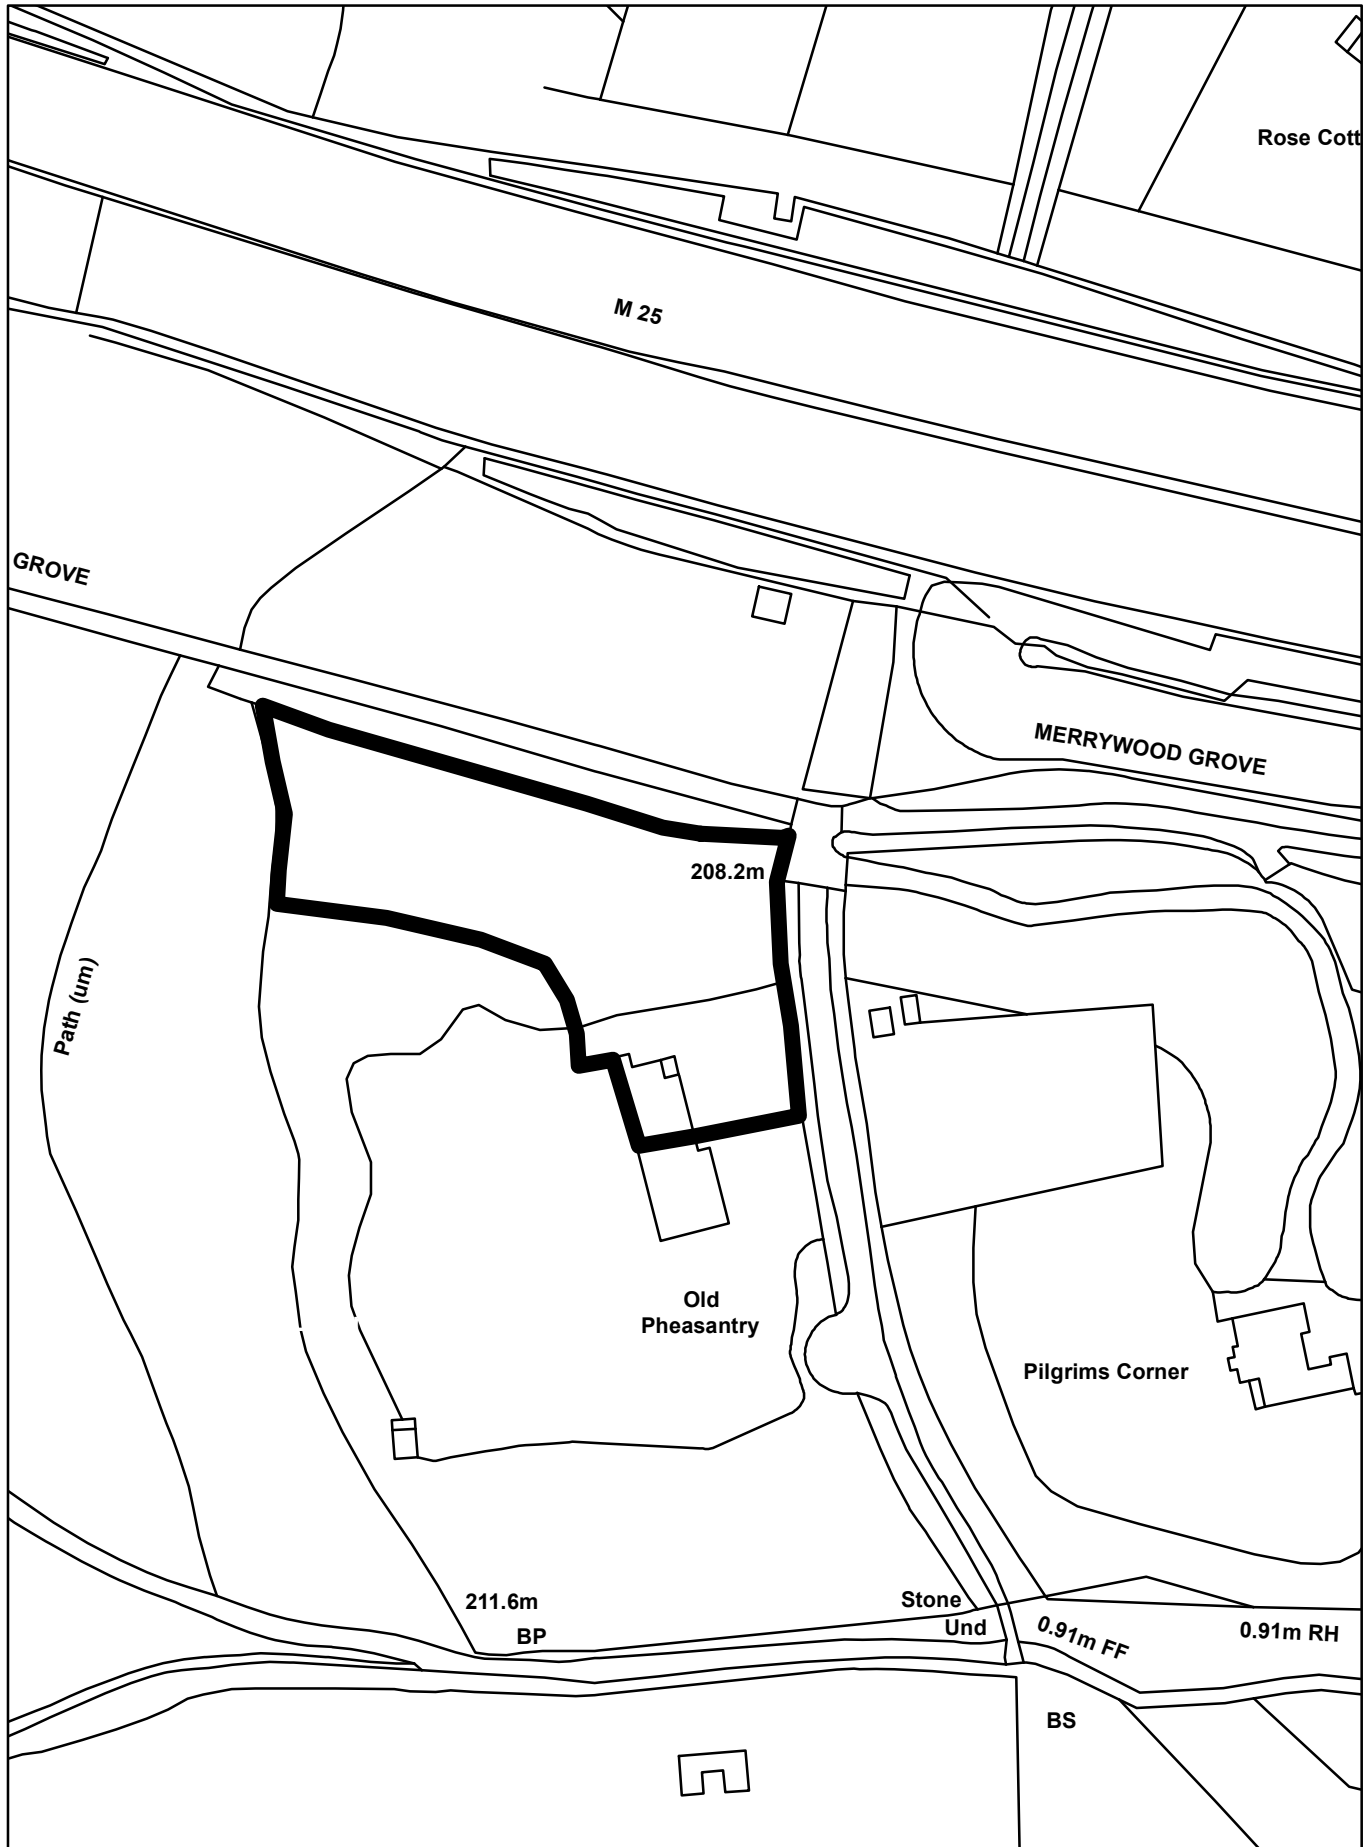 Rose Cott
M 25
GROVE
MERRYWOOD GROVE
208.2m
Path (um)
Old
Pheasantry
Pilgrims Corner
211.6m
BP
Stone
Und
0.91m FF
0.91m RH
BS